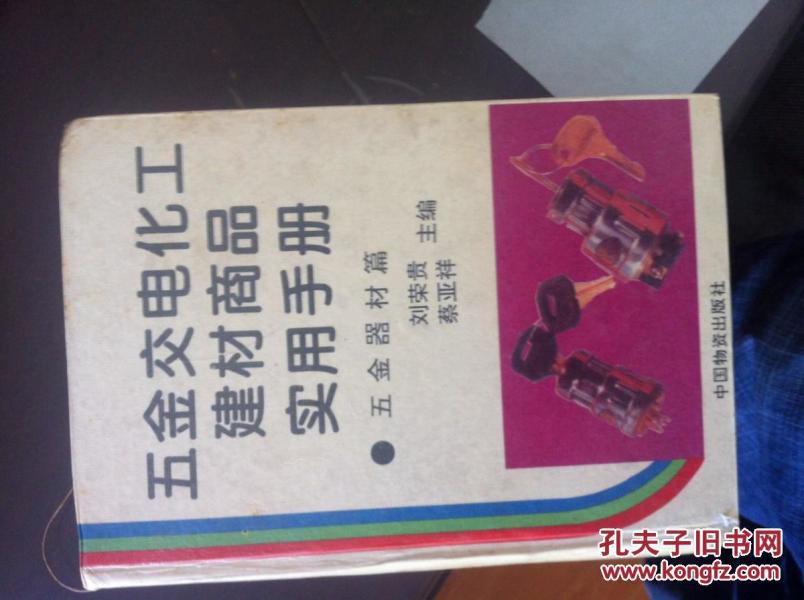 五金交电化工
建材商品
实用手册
●五金器材篇
刘荣贵
蔡亚祥
主编
中国物资出版社
孔夫子旧书网
www.kongfz.com